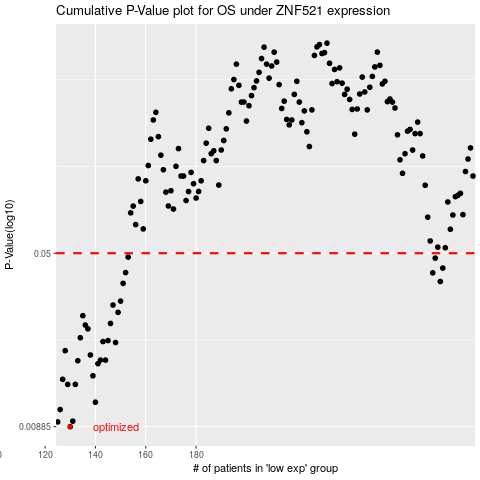 Cumulative P-Value plot for OS under ZNF521 expression
P-Value(log10)
0.05
0.00885
optimized
0 120 140 160 180
# of patients in 'low exp' group